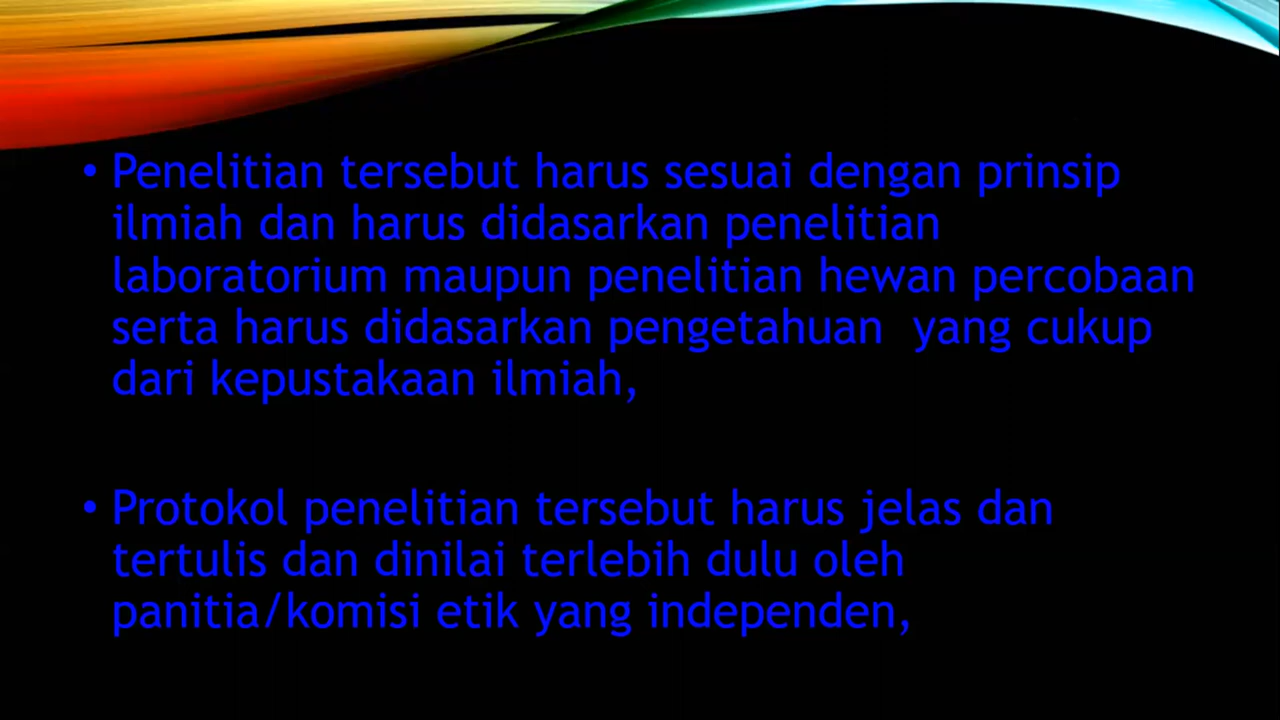 • Penelitian tersebut harus sesuai dengan prinsip
ilmiah dan harus didasarkan penelitian
laboratorium maupun penelitian hewan percobaan
serta harus didasarkan pengetahuan  yang cukup
dari kepustakaan ilmiah,
• Protokol penelitian tersebut harus jelas dan
tertulis dan dinilai terlebih dulu oleh
panitia/komisi etik yang independen,